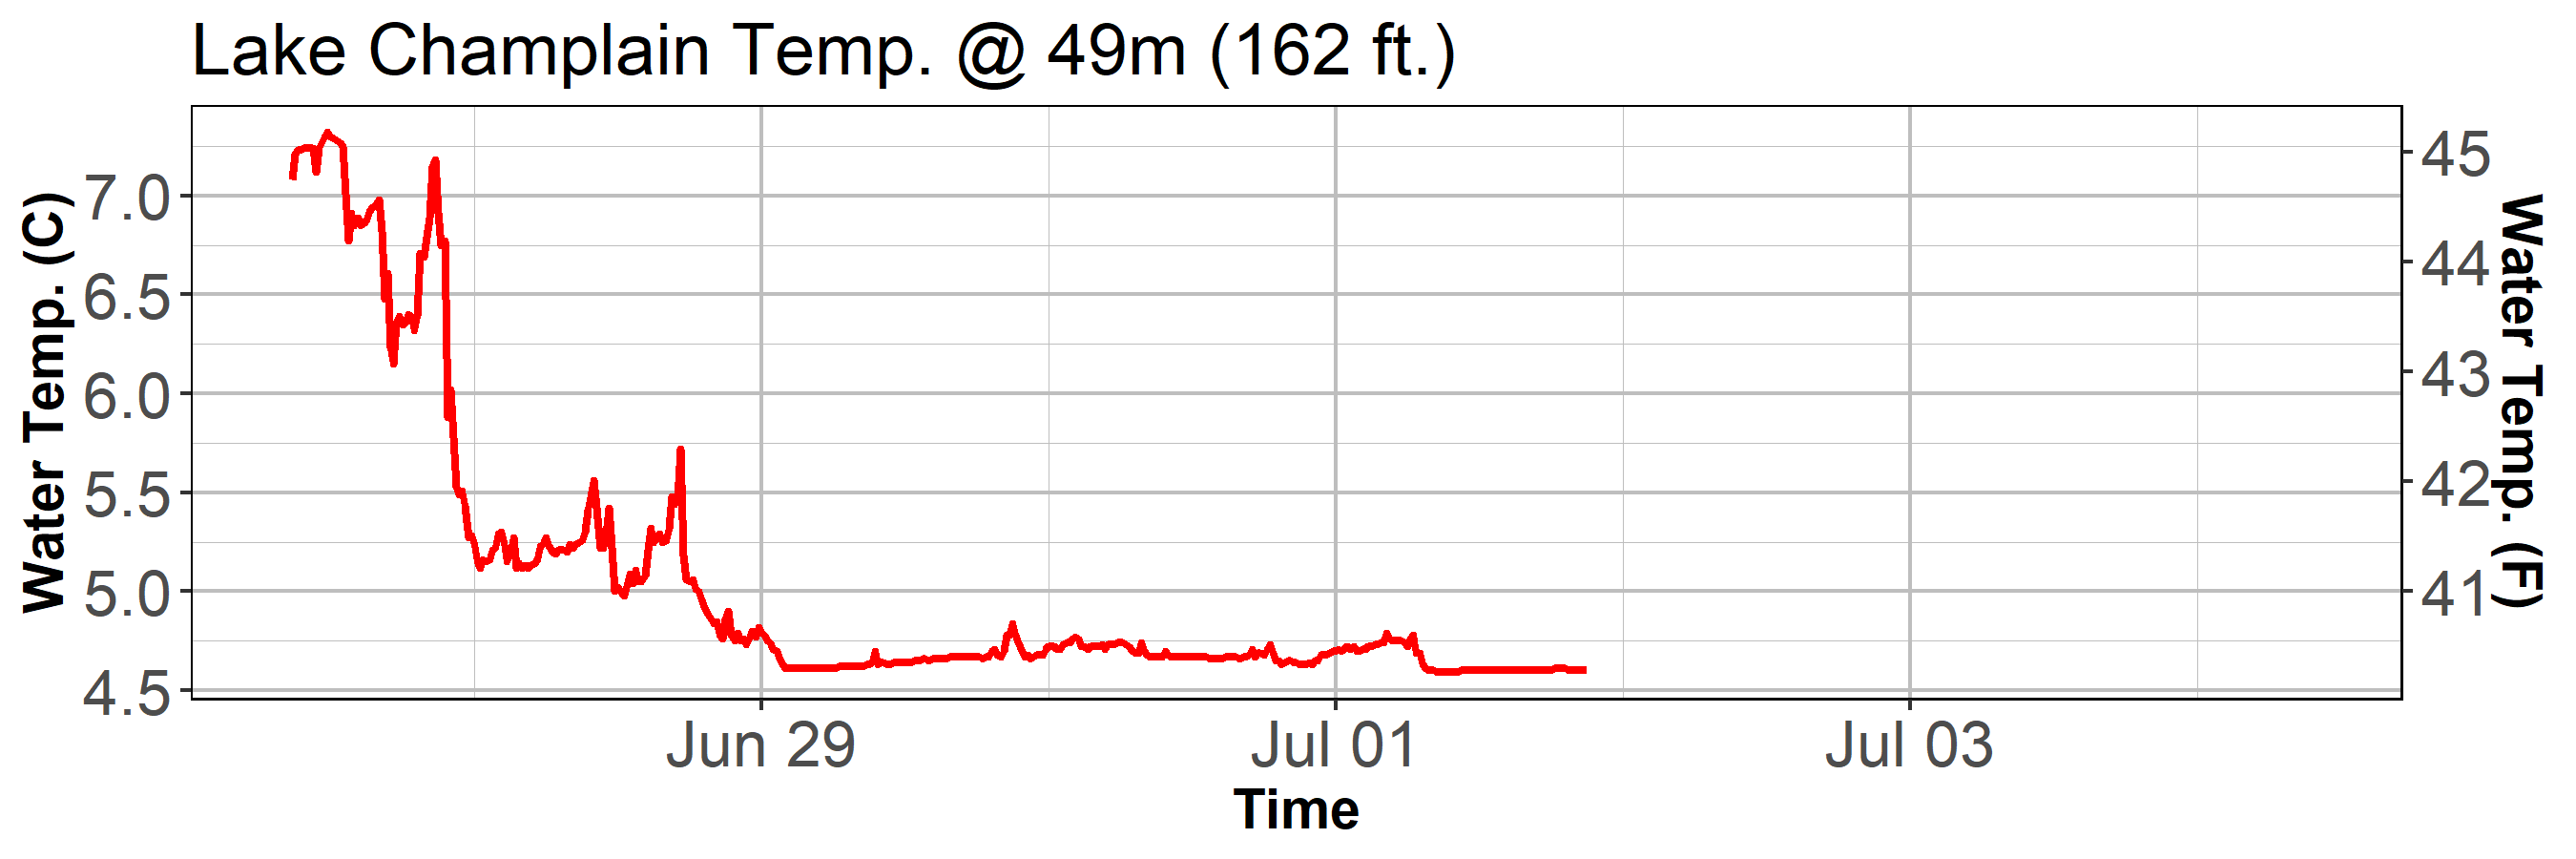 Lake Champlain Temp. @ 49m (162 ft.)
Water Temp. (C)
7.0
6.5
6.0
5.5
5.0
4.5
45
44
43
42
41
Water Temp. (F)
Jun 29
Jul 01
Jul 03
Time